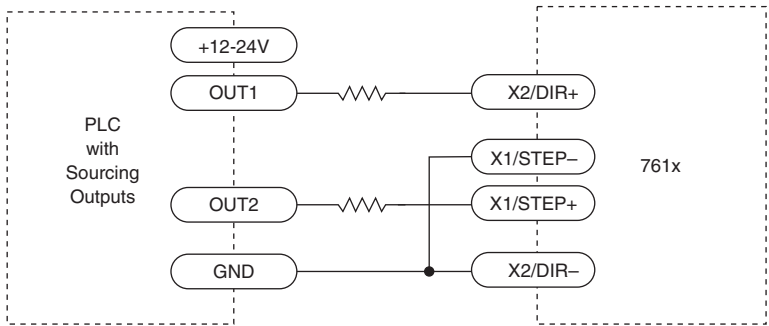 +12-24V
OUT1
X2/DIR+
PLC
with
Sourcing
Outputs
X1/STEP–
761x
OUT2
X1/STEP+
GND
X2/DIR–